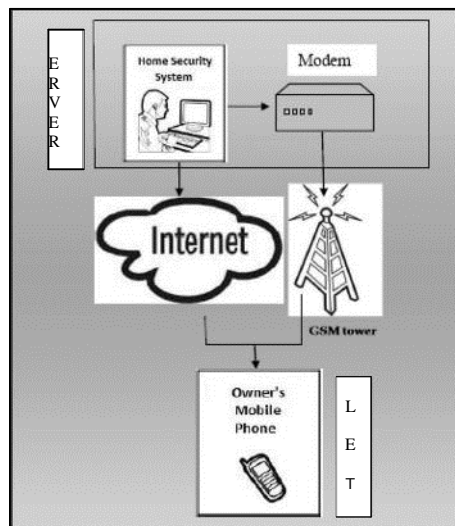 E
R
V
E
R
Home Security
System
Modem
Internet
GSM tower
Owner's
Mobile
Phone
L
E
T